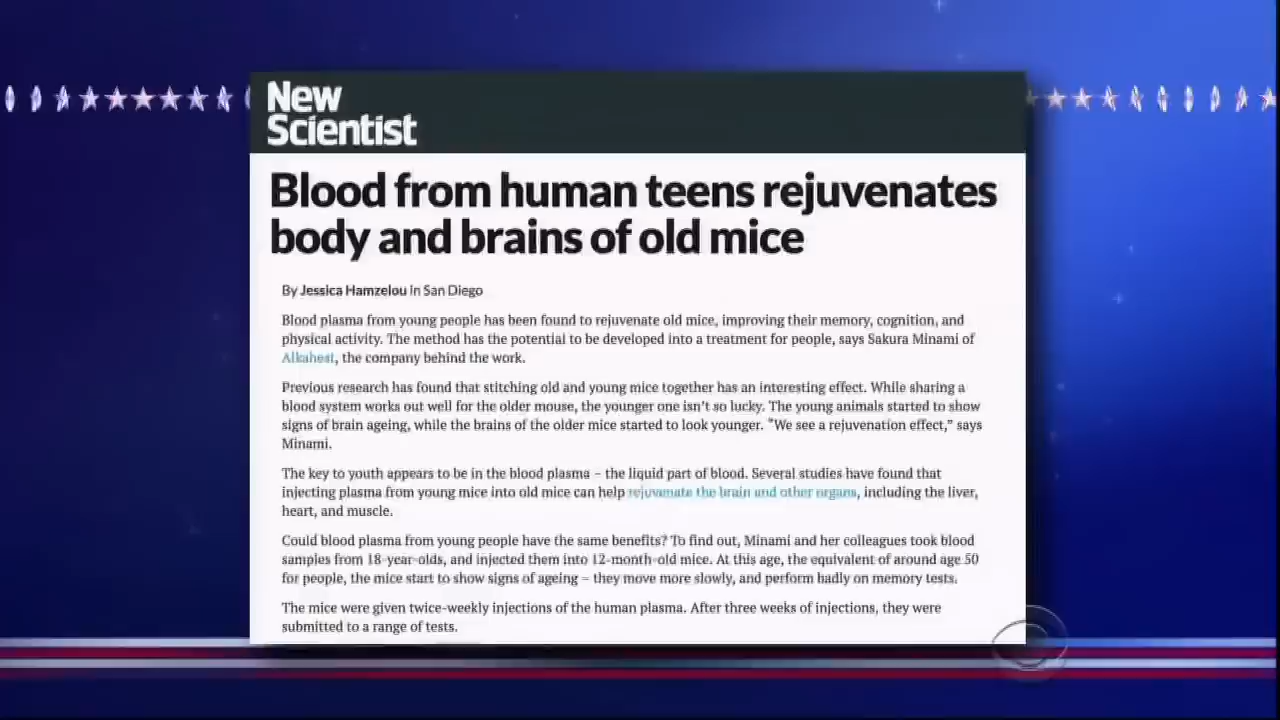 New
Scientist
Blood from human teens rejuvenates
body and brains of old mice
By Jessica Hamzelou in San Diego
Blood plasma from young people has been found to rejuvenate old mice, improving their memory, cognition, and
physical activity. The method has the potential to be developed into a treatment for people, says Sakura Minami of
Alkahest, the company behind the work.
Previous research has found that stitching old and young mice together has an interesting effect. While sharing a
blood system works out well for the older mouse, the younger one isn't so lucky. The young animals started to show
signs of brain ageing, while the brains of the older mice started to look younger. "We see a rejuvenation effect," says
Minami.
The key to youth appears to be in the blood plasma – the liquid part of blood. Several studies have found that
injecting plasma from young mice into old mice can help rejuvenate the brain and other organs, including the liver,
heart, and muscle.
Could blood plasma from young people have the same benefits? To find out, Minami and her colleagues took blood
samples from 18-year-olds, and injected them into 12-month-old mice. At this age, the equivalent of around age 50
for people, the mice start to show signs of ageing – they move more slowly, and perform badly on memory tests.
The mice were given twice-weekly injections of the human plasma. After three weeks of injections, they were
submitted to a range of tests.